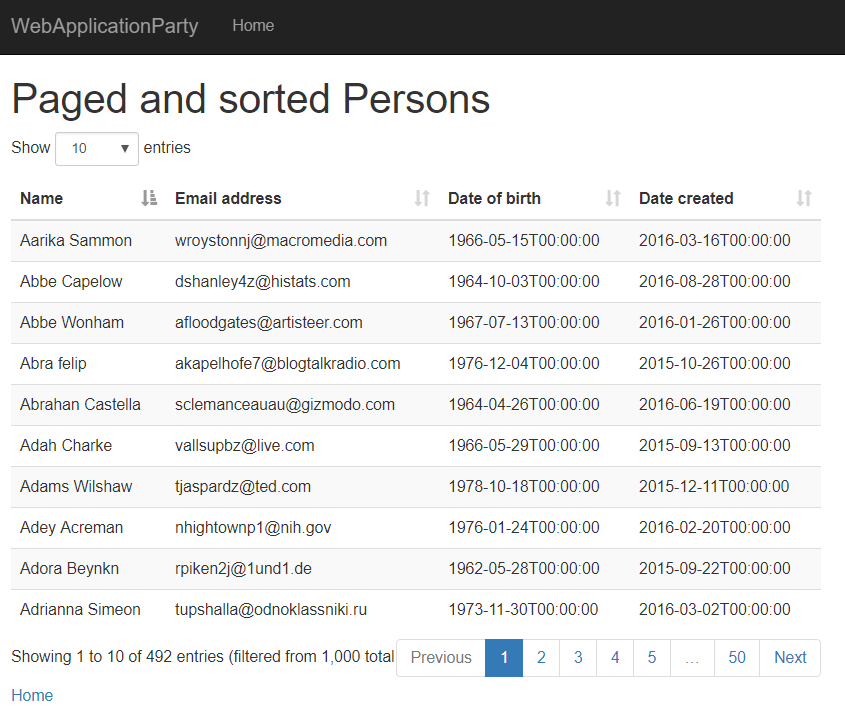 WebApplicationParty Home
Paged and sorted Persons
Show 10 entries
Name Email address Date of birth Date created
Aarika Sammon wroystonnj@macromedia.com 1966-05-15T00:00:00 2016-03-16T00:00:00
Abbe Capelow dshanley4z@histats.com 1964-10-03T00:00:00 2016-08-28T00:00:00
Abbe Wonham afloodgates@artisteer.com 1967-07-13T00:00:00 2016-01-26T00:00:00
Abra felip akapelhofe7@blogtalkradio.com 1976-12-04T00:00:00 2015-10-26T00:00:00
Abrahan Castella sclemanceauau@gizmodo.com 1964-04-26T00:00:00 2016-06-19T00:00:00
Adah Charke vallsupbz@live.com 1966-05-29T00:00:00 2015-09-13T00:00:00
Adams Wilshaw tjaspardz@ted.com 1978-10-18T00:00:00 2015-12-11T00:00:00
Adey Acreman nhightownp1@nih.gov 1976-01-24T00:00:00 2016-02-20T00:00:00
Adora Beynkn rpiken2j@1und1.de 1962-05-28T00:00:00 2015-09-22T00:00:00
Adrianna Simeon tupshalla@odnoklassniki.ru 1973-11-30T00:00:00 2016-03-02T00:00:00
Showing 1 to 10 of 492 entries (filtered from 1,000 total Previous 1 2 3 4 5 … 50 Next
Home